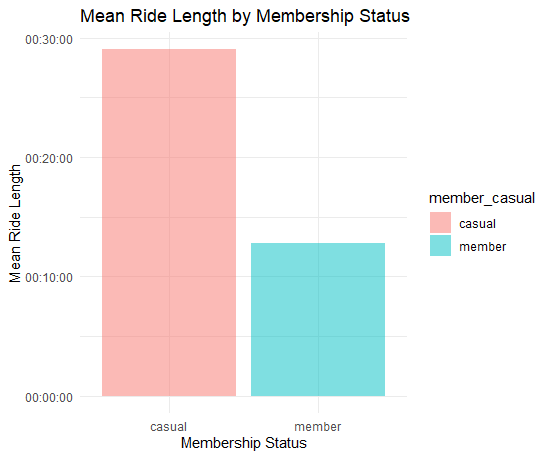 Mean Ride Length by Membership Status
00:30:00
00:20:00
00:10:00
00:00:00
Mean Ride Length
casual
member
Membership Status
member_casual
casual
member